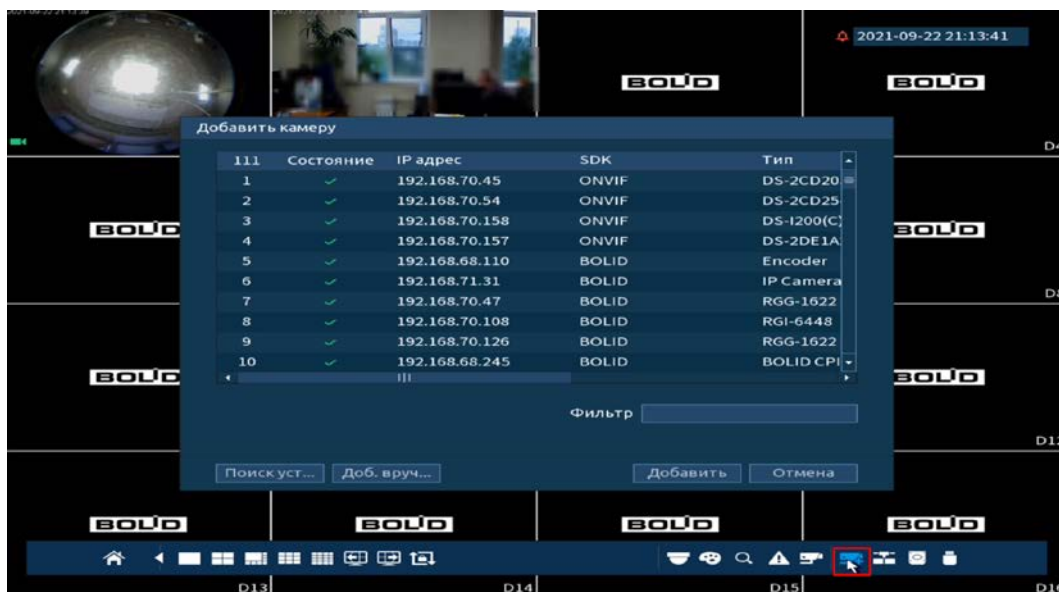 2021-09-22 21:13:41
BOLID BOLID
Добавить камеру
111 Состояние IP адрес SDK Тип
1 192.168.70.45 ONVIF DS-2CD20
2 192.168.70.54 ONVIF DS-2CD25
3 192.168.70.158 ONVIF DS-I200(C)
4 192.168.70.157 ONVIF DS-2DE1A
5 192.168.68.110 BOLID Encoder
6 192.168.71.31 BOLID IP Camera
7 192.168.70.47 BOLID RGG-1622
8 192.168.70.108 BOLID RGI-6448
9 192.168.70.126 BOLID RGG-1622
10 192.168.68.245 BOLID BOLID CPI
BOLID BOLID
BOLID BOLID
Фильтр
Поиск уст... Доб. вруч... Добавить Отмена
BOLID BOLID BOLID BOLID
D13 D14 D15